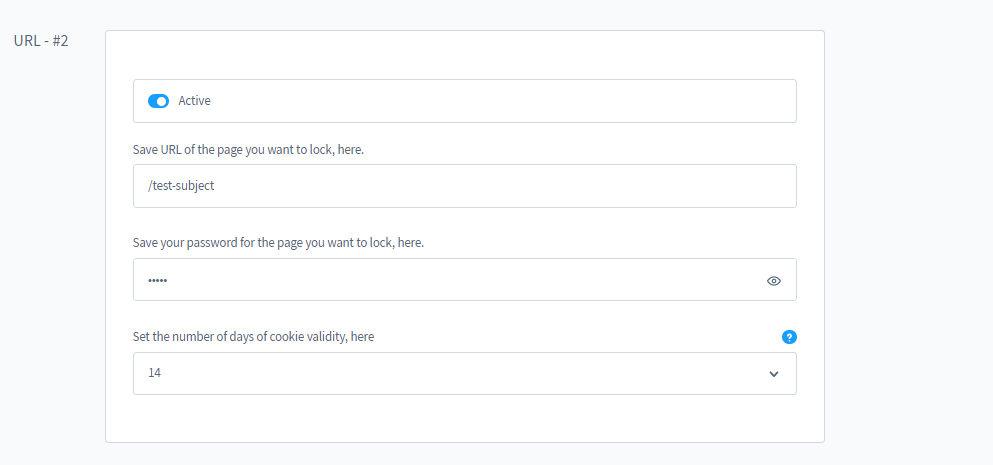 URL - #2
Active
Save URL of the page you want to lock, here.
/test-subject
Save your password for the page you want to lock, here.
•••••
Set the number of days of cookie validity, here
?
14